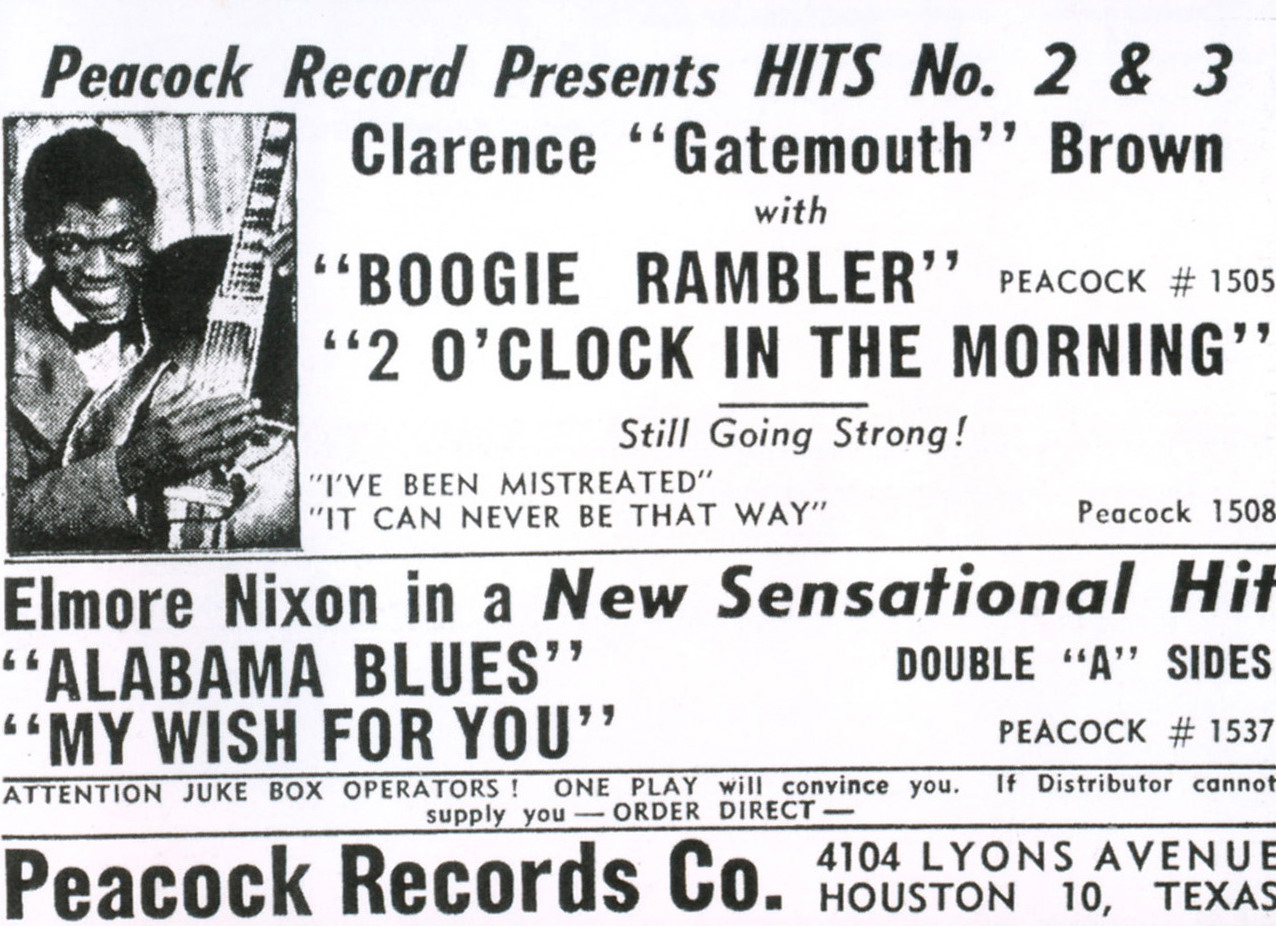 Peacock Record Presents HITS No. 2 & 3
Clarence "Gatemouth" Brown
with
"BOOGIE RAMBLER" PEACOCK # 1505
"2 O'CLOCK IN THE MORNING"
Still Going Strong!
"I'VE BEEN MISTREATED"
"IT CAN NEVER BE THAT WAY" Peacock 1508
Elmore Nixon in a New Sensational Hit
"ALABAMA BLUES" DOUBLE "A" SIDES
"MY WISH FOR YOU" PEACOCK # 1537
ATTENTION JUKE BOX OPERATORS! ONE PLAY will convince you. If Distributor cannot
supply you — ORDER DIRECT —
Peacock Records Co. 4104 LYONS AVENUE
HOUSTON 10, TEXAS